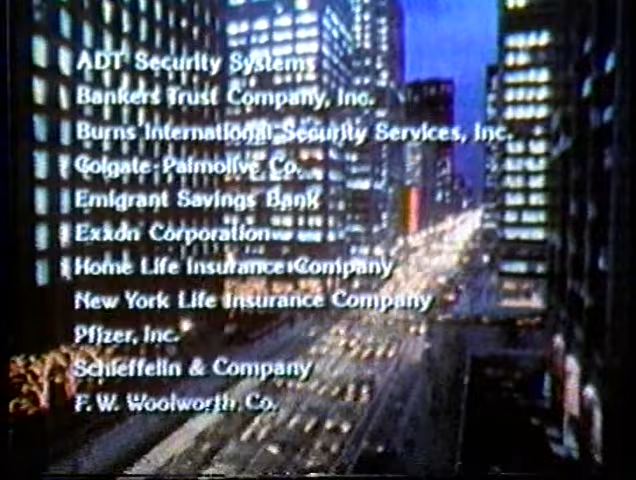 ADT Security Systems
Bankers Trust Company, Inc.
Burns International Security Services, Inc.
Colgate-Palmolive Co.
Emigrant Savings Bank
Exxon Corporation
Home Life Insurance Company
New York Life Insurance Company
Pfizer, Inc.
Schieffelin & Company
F. W. Woolworth Co.